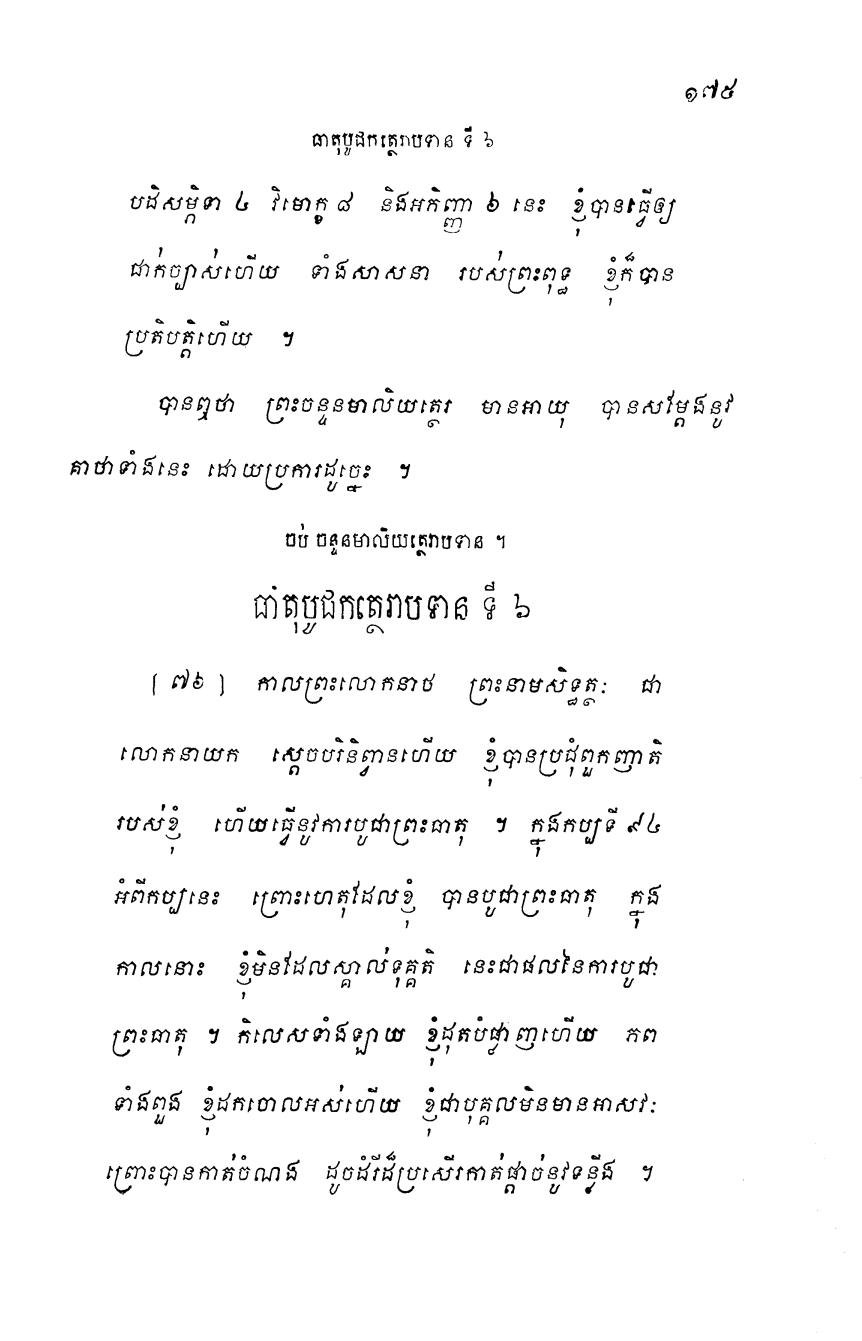 ១៧៥
ធាតុបូជកត្ថេរាបទាន ទី ៦
បដិសម្ភិទា ៤ វិមោក្ខ ៨ និងអភិញ្ញា ៦ នេះ ខ្ញុំបានធ្វើឲ្យ
ជាក់ច្បាស់ហើយ ទាំងសាសនា របស់ព្រះពុទ្ធ ខ្ញុំក៏បាន
ប្រតិបត្តិហើយ ។
បានឮថា ព្រះចន្ទនមាលិយត្ថេរ មានអាយុ បានសម្តែងនូវ
គាថាទាំងនេះ ដោយប្រការដូច្នេះ ។
ចប់ ចន្ទនមាលិយត្ថេរាបទាន ។
ធាតុបូជកត្ថេរាបទាន ទី ៦
[ ៧៦ ] កាលព្រះលោកនាថ ព្រះនាមសិទ្ធត្ថៈ ជា
លោកនាយក ស្តេចបរិនិព្វានហើយ ខ្ញុំបានប្រជុំពួកញាតិ
របស់ខ្ញុំ ហើយធ្វើនូវការបូជាព្រះធាតុ ។ ក្នុងកប្បទី ៩៤
អំពីកប្បនេះ ព្រោះហេតុដែលខ្ញុំ បានបូជាព្រះធាតុ ក្នុង
កាលនោះ ខ្ញុំមិនដែលស្គាល់ទុគ្គតិ នេះជាផលនៃការបូជា
ព្រះធាតុ ។ កិលេសទាំងឡាយ ខ្ញុំដុតបំផ្លាញហើយ ភព
ទាំងពួង ខ្ញុំដកចោលអស់ហើយ ខ្ញុំជាបុគ្គលមិនមានអាសវៈ
ព្រោះបានកាត់ចំណង ដូចដំរីដ៏ប្រសើរកាត់ផ្តាច់នូវទន្លីង ។